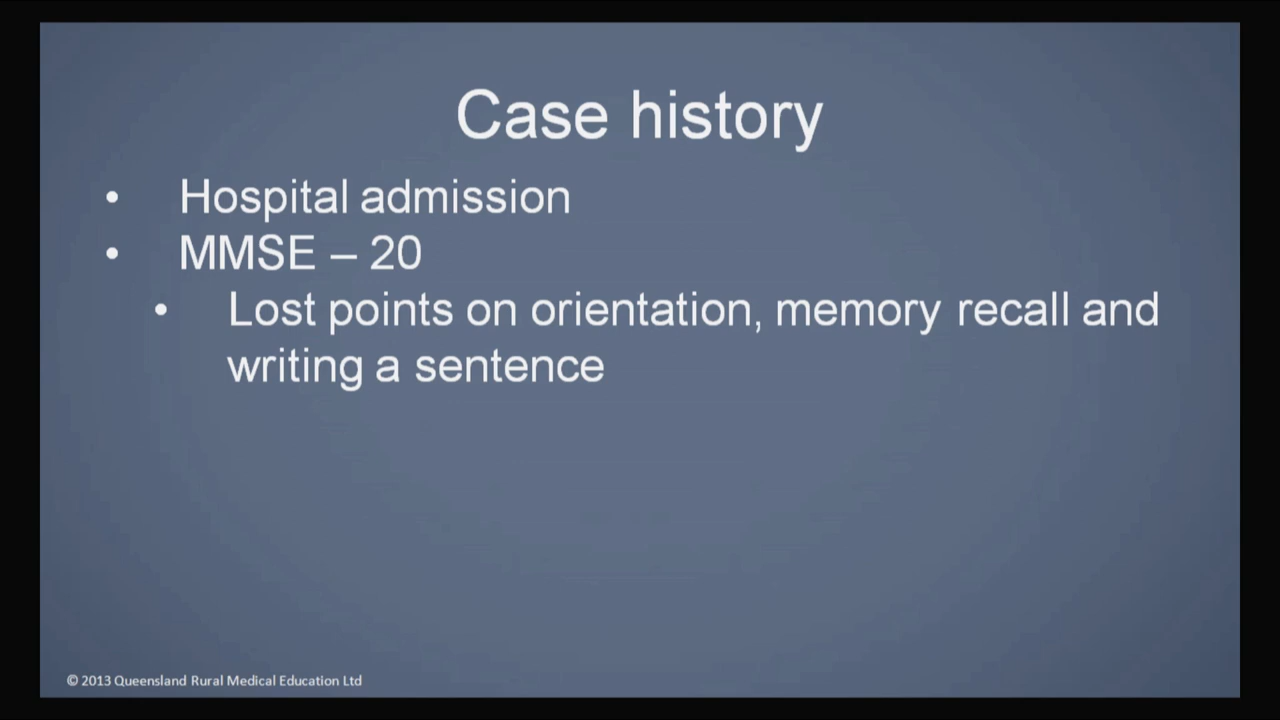 Case history
• Hospital admission
• MMSE – 20
• Lost points on orientation, memory recall and
writing a sentence
© 2013 Queensland Rural Medical Education Ltd